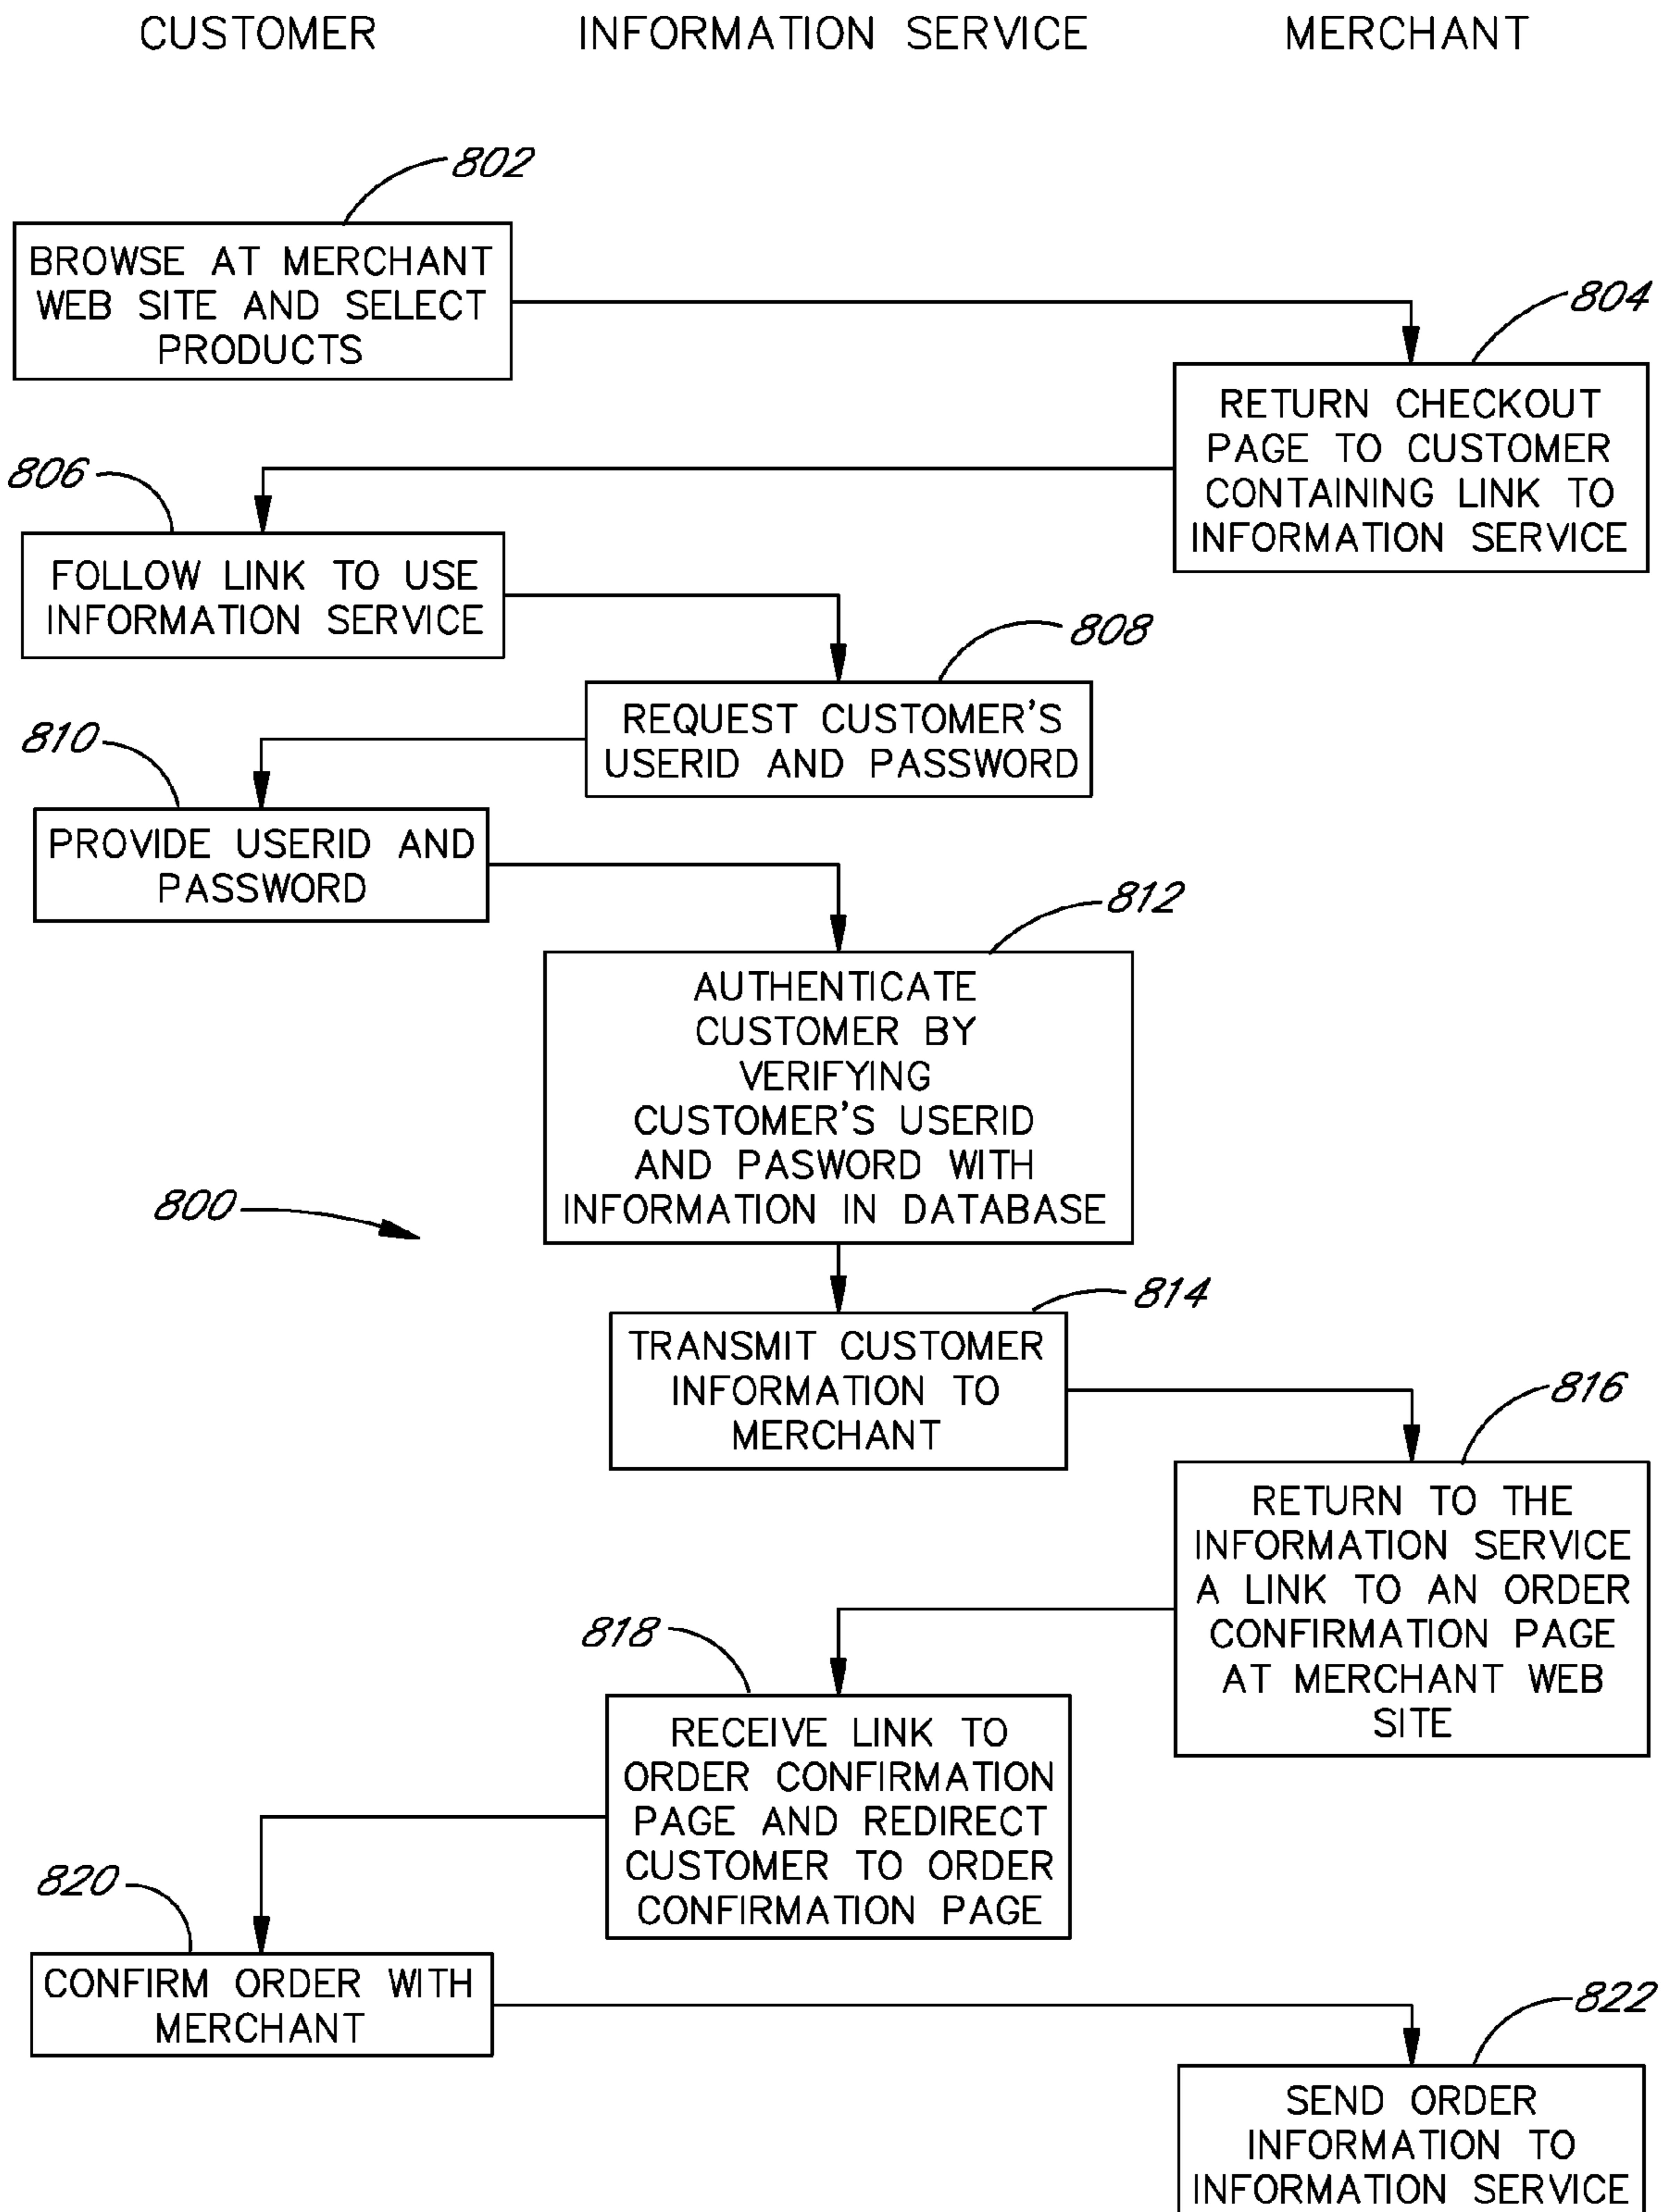 CUSTOMER INFORMATION SERVICE MERCHANT
802
BROWSE AT MERCHANT
WEB SITE AND SELECT
PRODUCTS
804
RETURN CHECKOUT
PAGE TO CUSTOMER
CONTAINING LINK TO
INFORMATION SERVICE
806
FOLLOW LINK TO USE
INFORMATION SERVICE
808
REQUEST CUSTOMER'S
USERID AND PASSWORD
810
PROVIDE USERID AND
PASSWORD
812
AUTHENTICATE
CUSTOMER BY
VERIFYING
CUSTOMER'S USERID
AND PASWORD WITH
INFORMATION IN DATABASE
800
814
TRANSMIT CUSTOMER
INFORMATION TO
MERCHANT
816
RETURN TO THE
INFORMATION SERVICE
A LINK TO AN ORDER
CONFIRMATION PAGE
AT MERCHANT WEB
SITE
818
RECEIVE LINK TO
ORDER CONFIRMATION
PAGE AND REDIRECT
CUSTOMER TO ORDER
CONFIRMATION PAGE
820
CONFIRM ORDER WITH
MERCHANT
822
SEND ORDER
INFORMATION TO
INFORMATION SERVICE